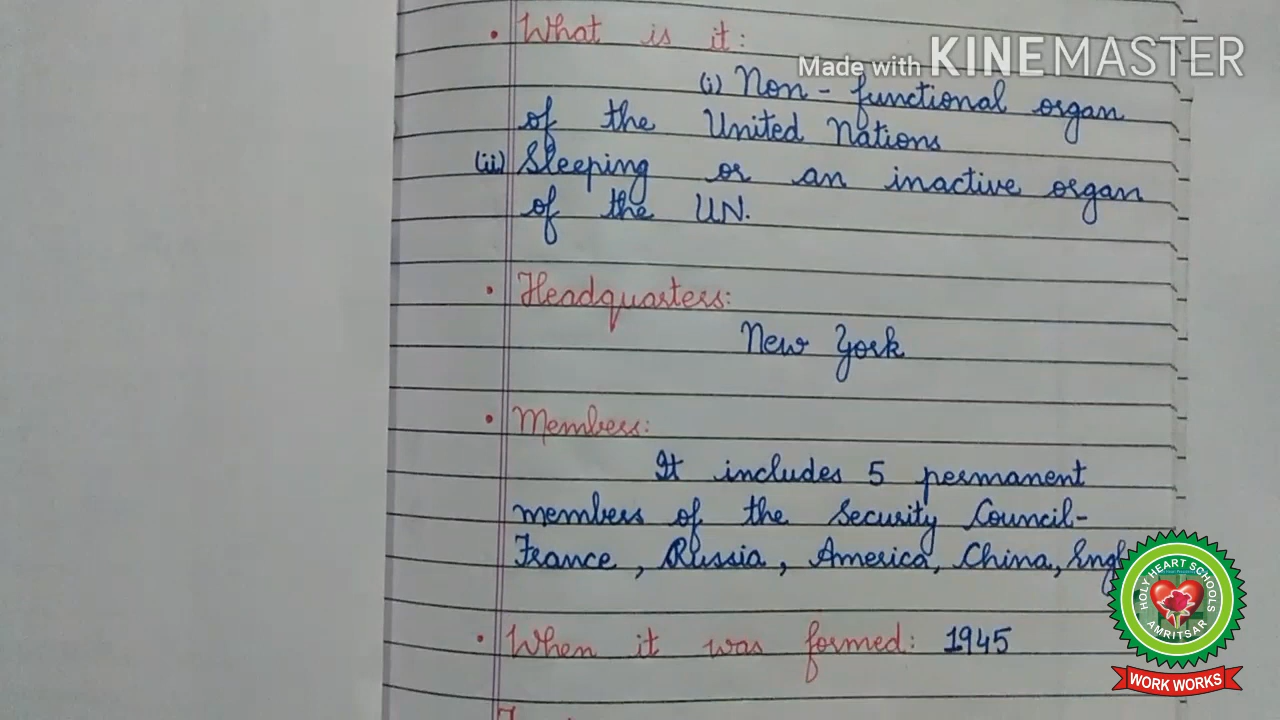 • What is it:
Made with KINEMASTER
(i) Non - functional organ
of the United Nations
(ii) Sleeping or an inactive organ
of the UN.
• Headquarters:
New York
• Members:
It includes 5 permanent
members of the Security Council-
France, Russia, America, China,
• When it was formed: 1945
HOLY HEART SCHOOLS
AMRITSAR
WORK WORKS